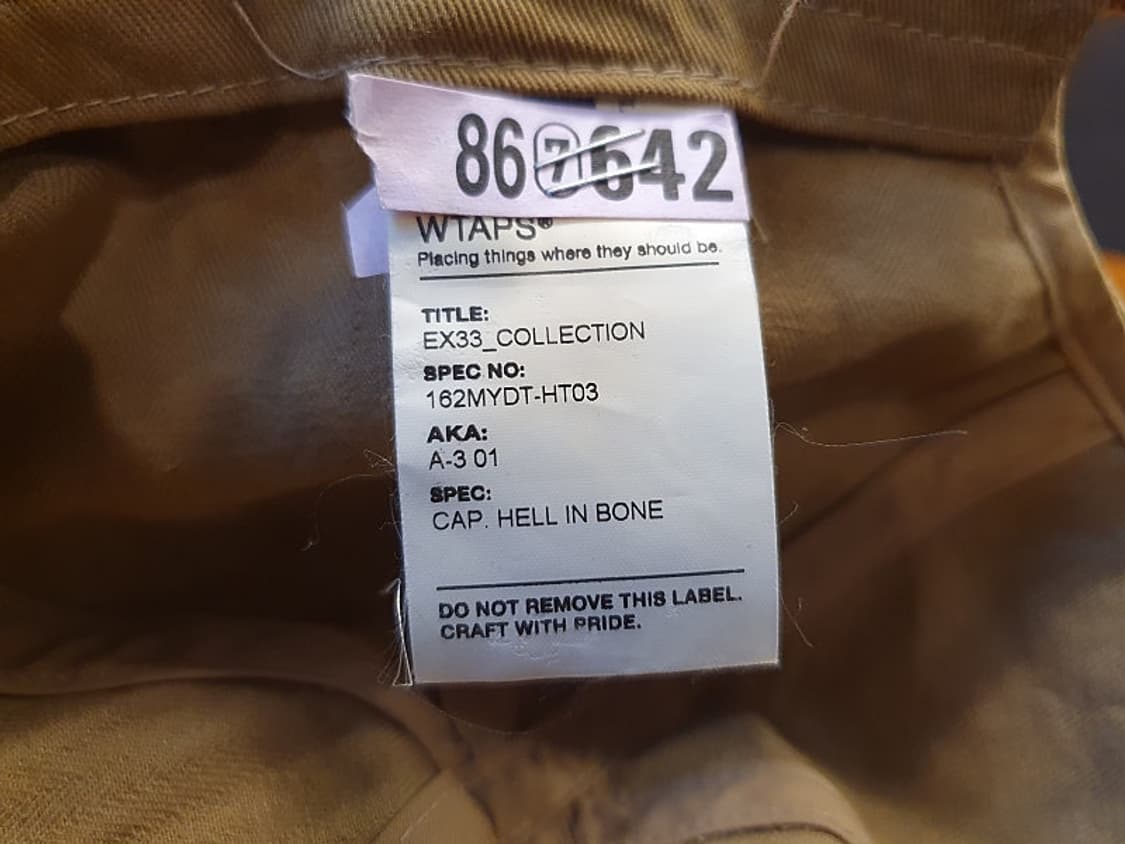 86⑦642
WTAPS®
Placing things where they should be.
TITLE:
EX33_COLLECTION
SPEC NO:
162MYDT-HT03
AKA:
A-3 01
SPEC:
CAP. HELL IN BONE
DO NOT REMOVE THIS LABEL.
CRAFT WITH PRIDE.